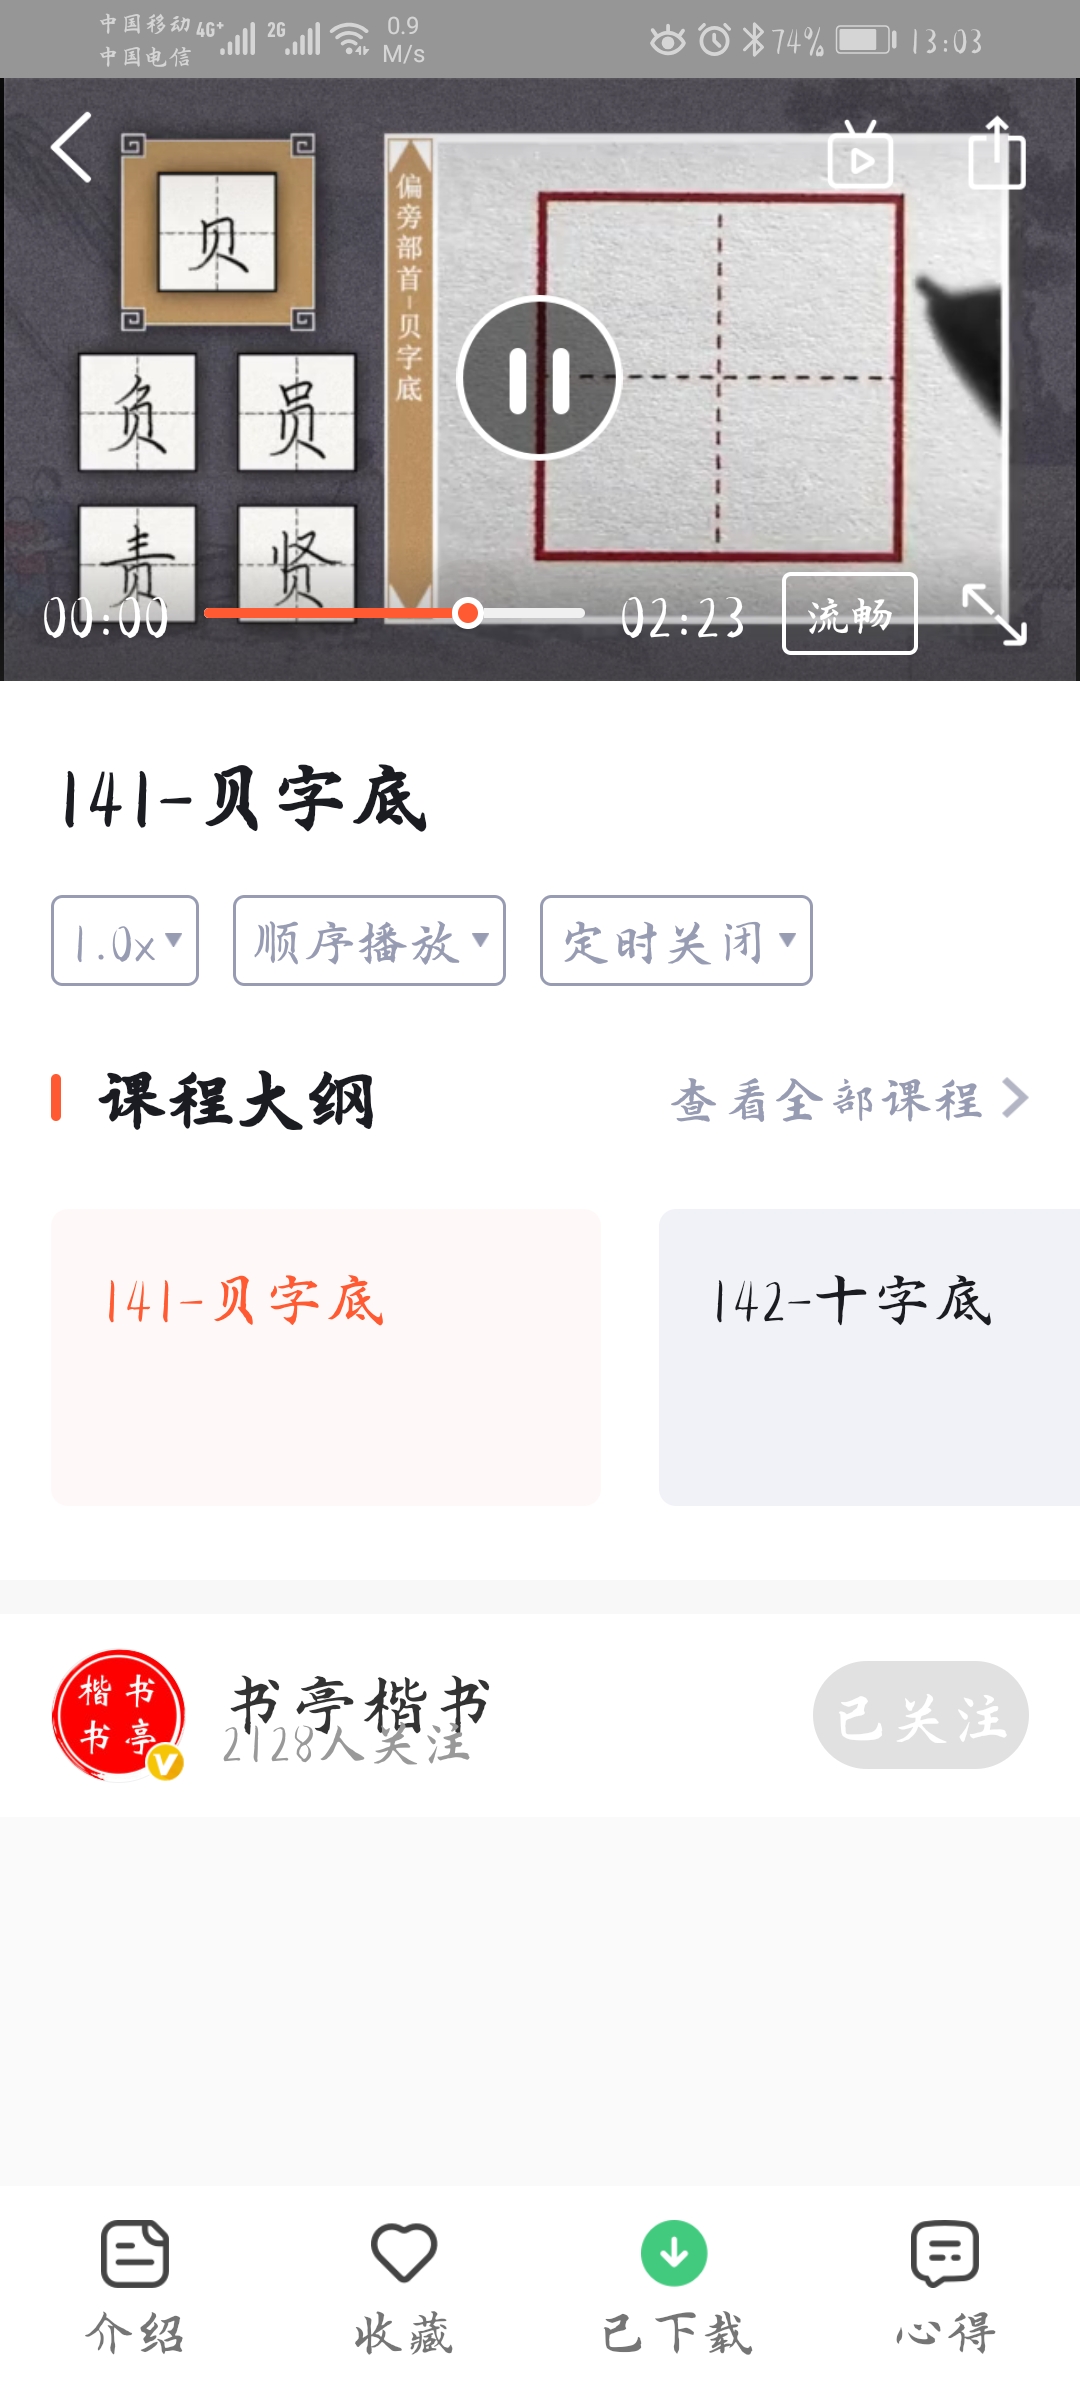 中国移动 4G+ 2G 0.9
中国电信 M/s 74% 13:03
贝
负 员
责 贤
偏旁部首-贝字底
00:00 02:23 流畅
141-贝字底
1.0x 顺序播放 定时关闭
课程大纲 查看全部课程
141-贝字底 142-十字底
楷书
书亭
书亭楷书
2128人关注
已关注
介绍 收藏 已下载 心得